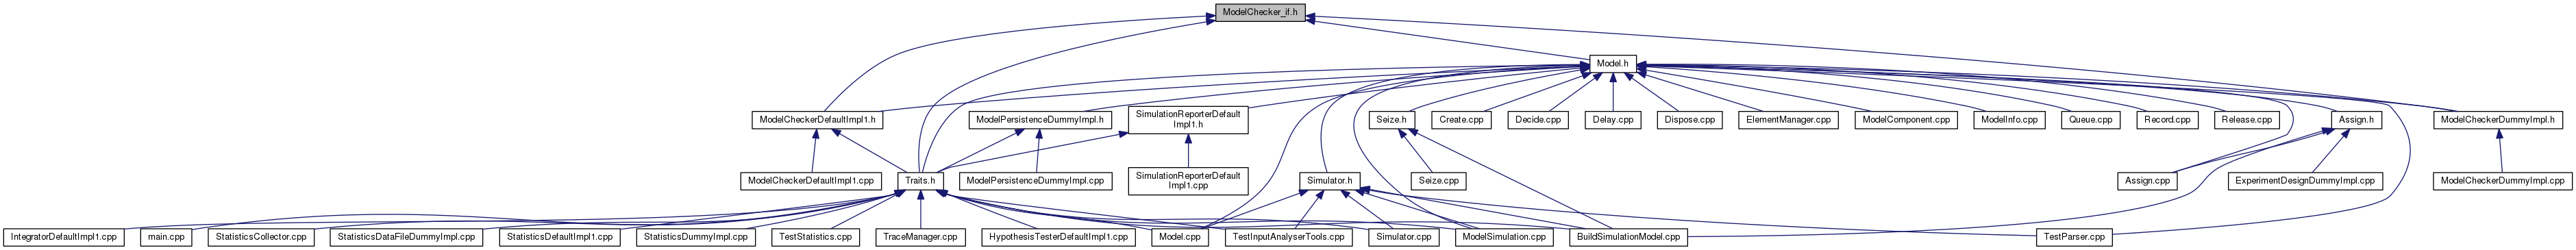 ModelChecker_if.h
Model.h
ModelCheckerDefaultImpl1.h
ModelPersistenceDummyImpl.h
SimulationReporterDefault
Impl1.h
Seize.h
Create.cpp
Decide.cpp
Delay.cpp
Dispose.cpp
ElementManager.cpp
ModelComponent.cpp
ModelInfo.cpp
Queue.cpp
Record.cpp
Release.cpp
Assign.h
ModelCheckerDummyImpl.h
ModelCheckerDefaultImpl1.cpp
Traits.h
ModelPersistenceDummyImpl.cpp
SimulationReporterDefault
Impl1.cpp
Simulator.h
Seize.cpp
Assign.cpp
ExperimentDesignDummyImpl.cpp
ModelCheckerDummyImpl.cpp
IntegratorDefaultImpl1.cpp
main.cpp
StatisticsCollector.cpp
StatisticsDataFileDummyImpl.cpp
StatisticsDefaultImpl1.cpp
StatisticsDummyImpl.cpp
TestStatistics.cpp
TraceManager.cpp
HypothesisTesterDefaultImpl1.cpp
Model.cpp
TestInputAnalyserTools.cpp
Simulator.cpp
ModelSimulation.cpp
BuildSimulationModel.cpp
TestParser.cpp